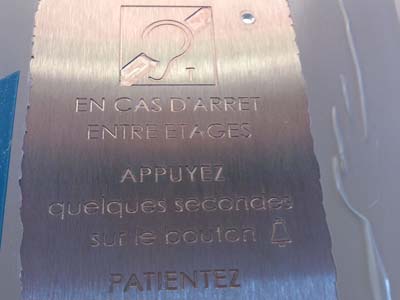 T
EN CAS D'ARRET
ENTRE ETAGES
APPUYEZ
quelques secondes
sur le bouton
PATIENTEZ